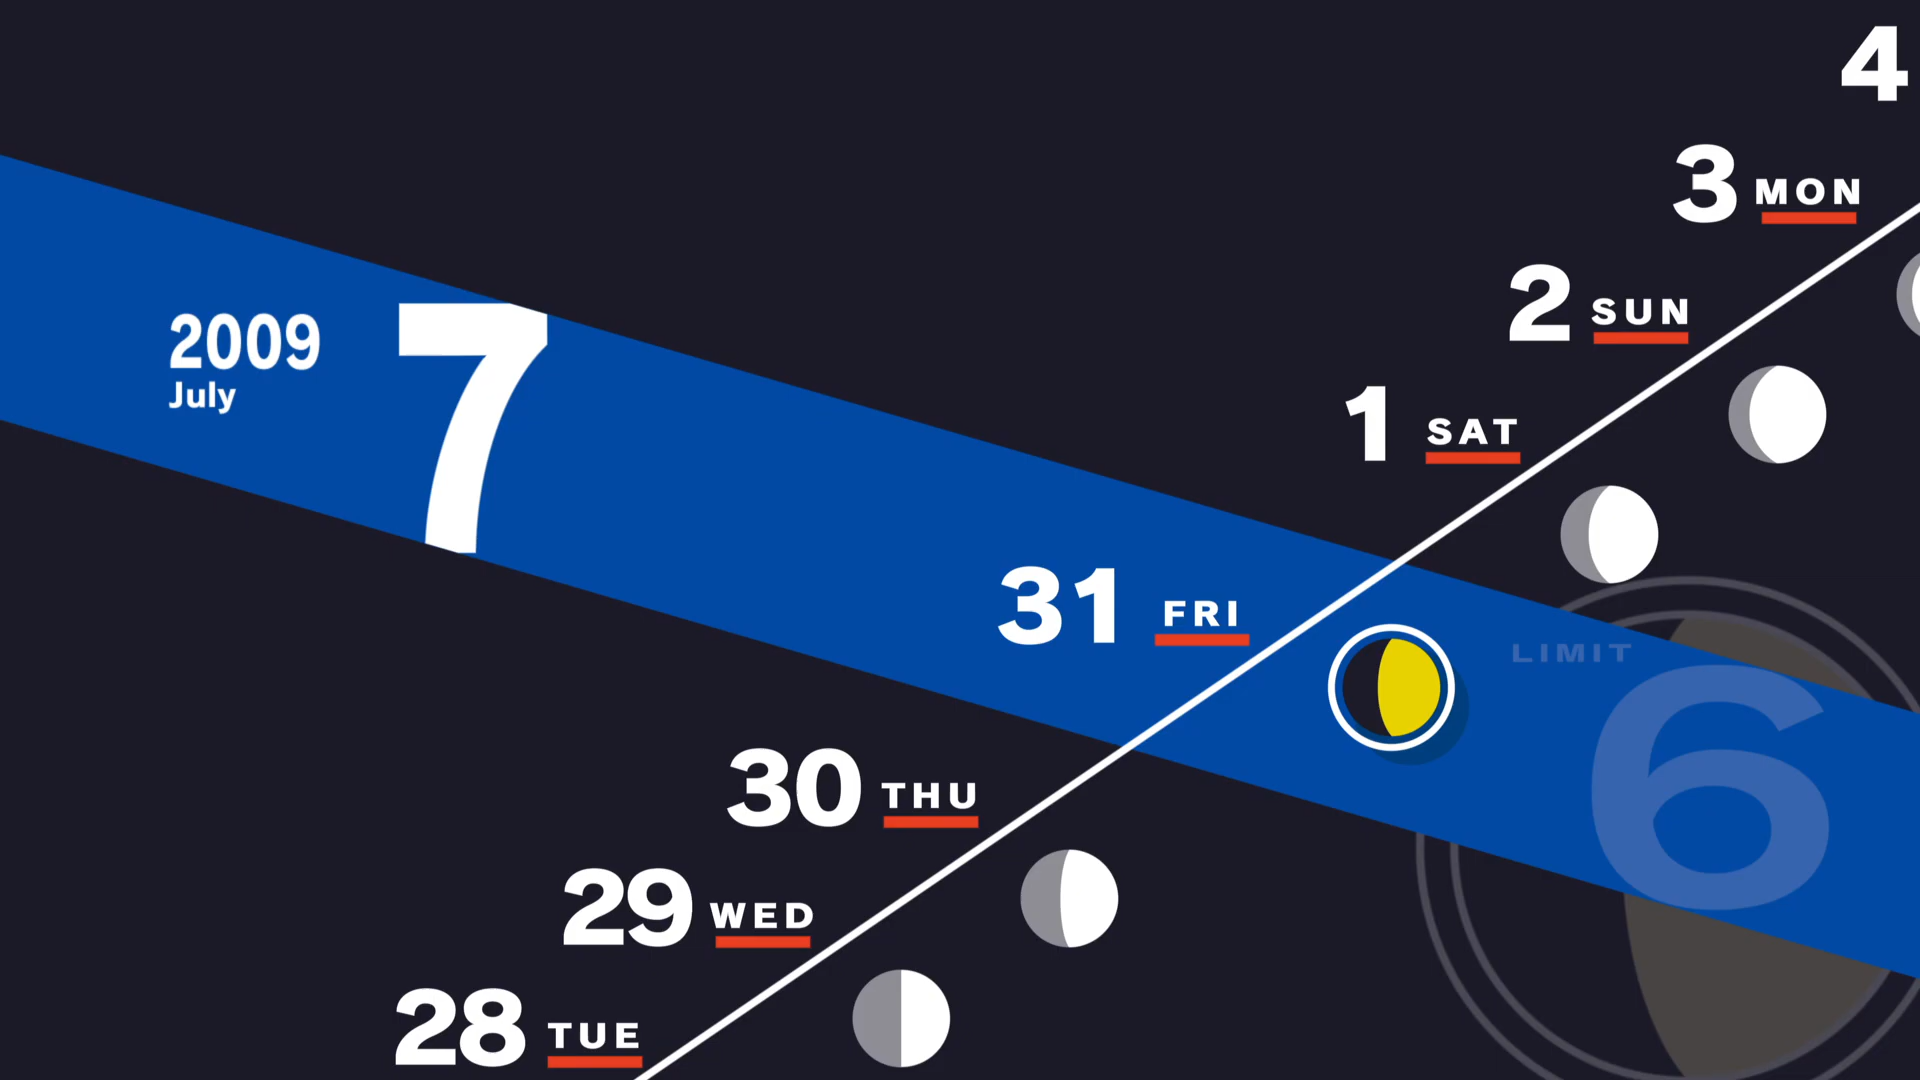 4
3 MON
2 SUN
2009
July
7
1 SAT
31 FRI
LIMIT
6
30 THU
29 WED
28 TUE